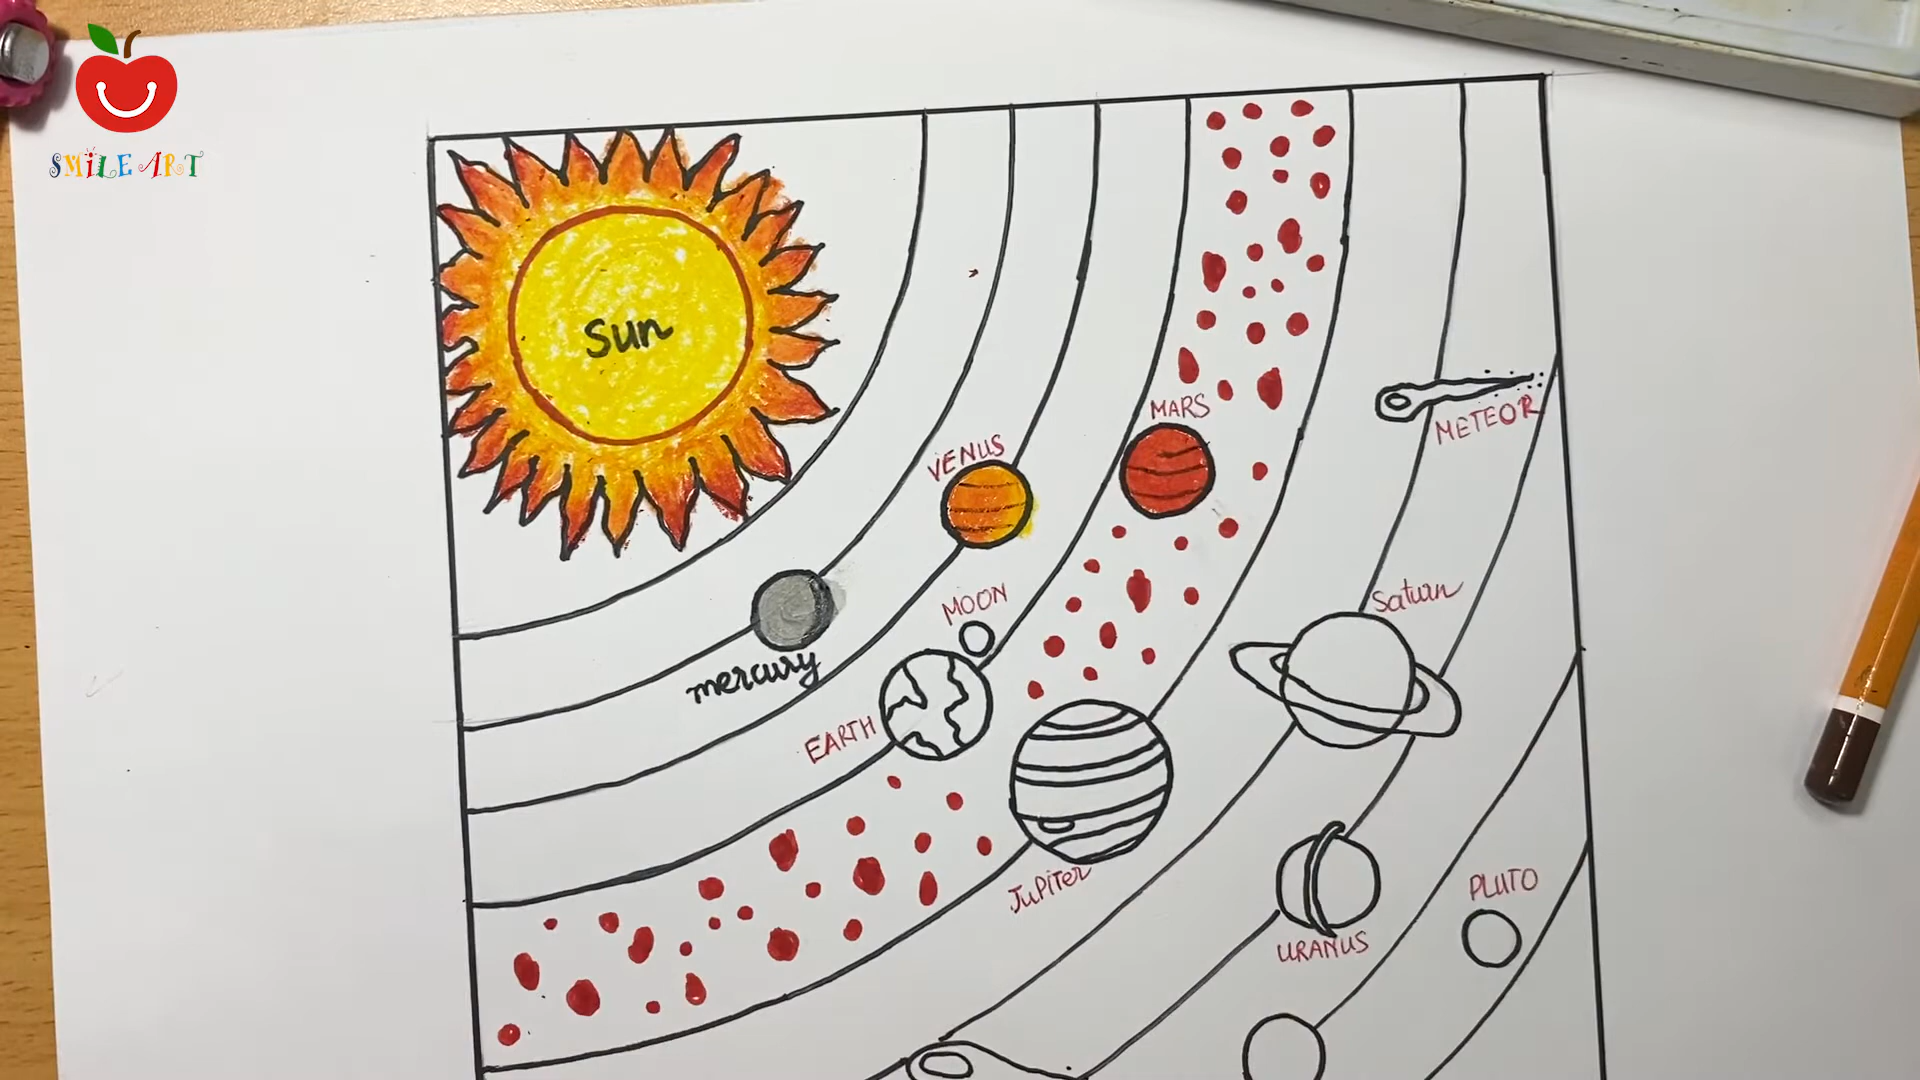 SMILE ART
Sun
VENUS
MARS
METEOR
MOON
Saturn
mercury
EARTH
JuPiTer
URANUS
PLUTO